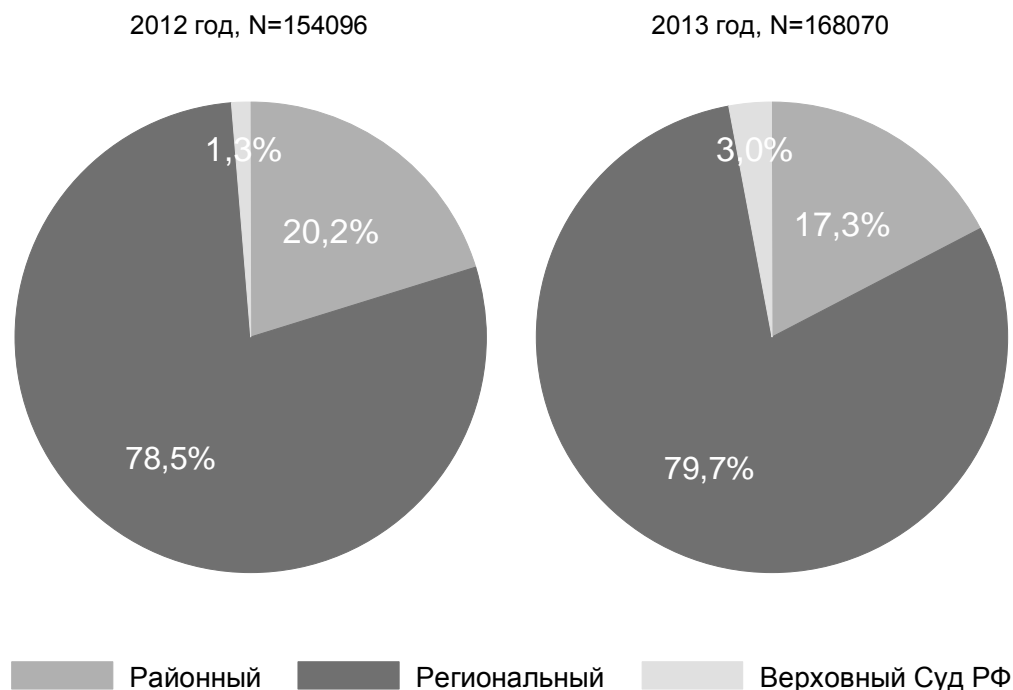 2012 год, N=154096
2013 год, N=168070
1,3%
20,2%
78,5%
3,0%
17,3%
79,7%
Районный
Региональный
Верховный Суд РФ